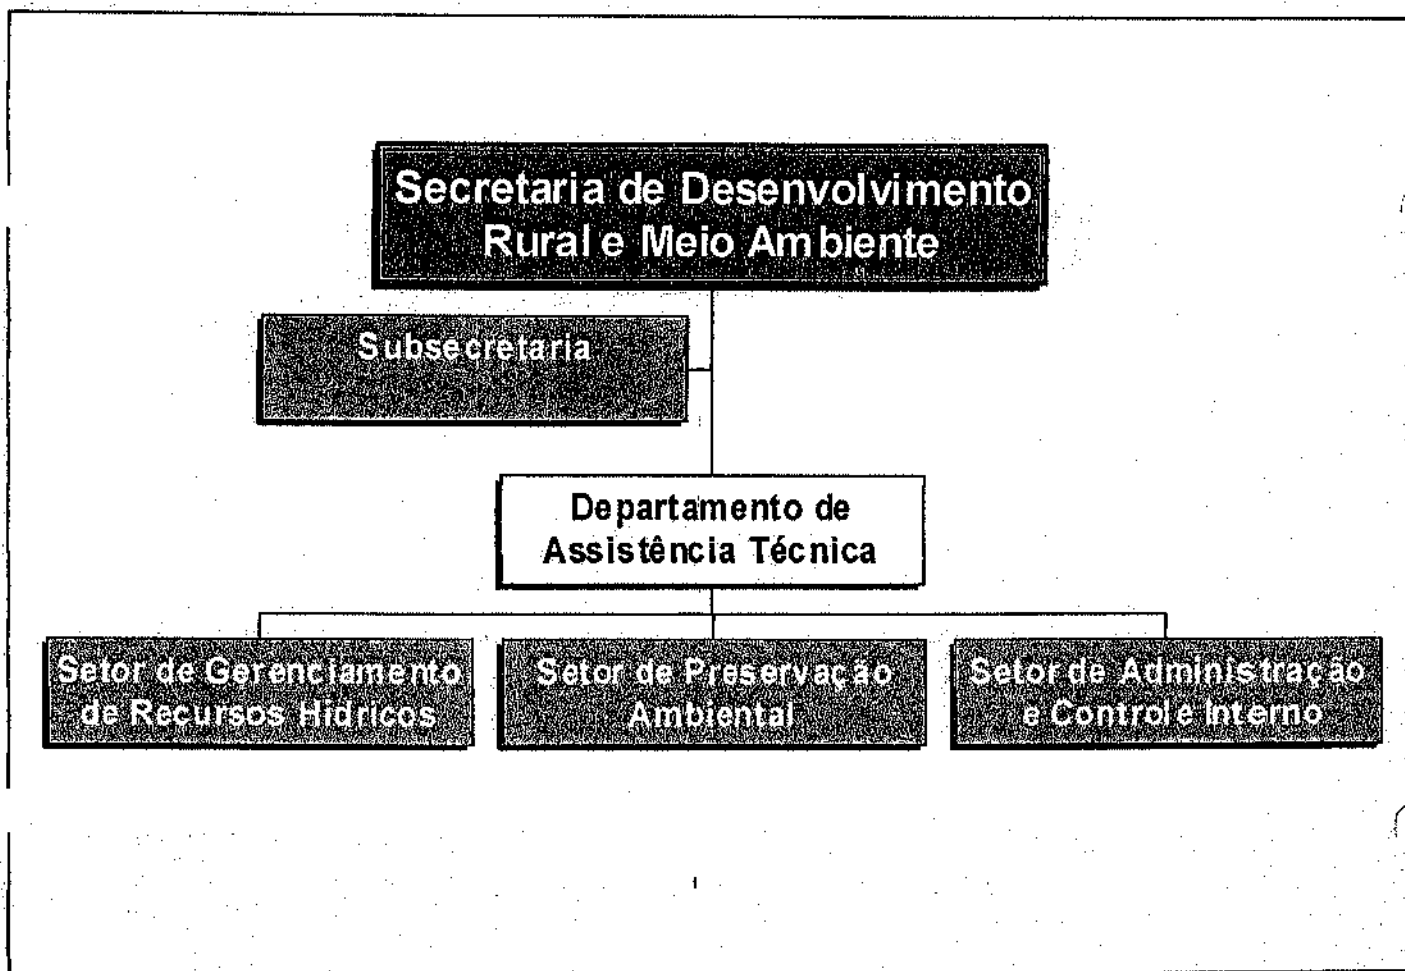 Secretaria de Desenvolvimento
Rural e Meio Ambiente
Subsecretaria
Departamento de
Assistência Técnica
Setor de Gerenciamento
de Recursos Hídricos
Setor de Preservação
Ambiental
Setor de Administração
e Controle Interno